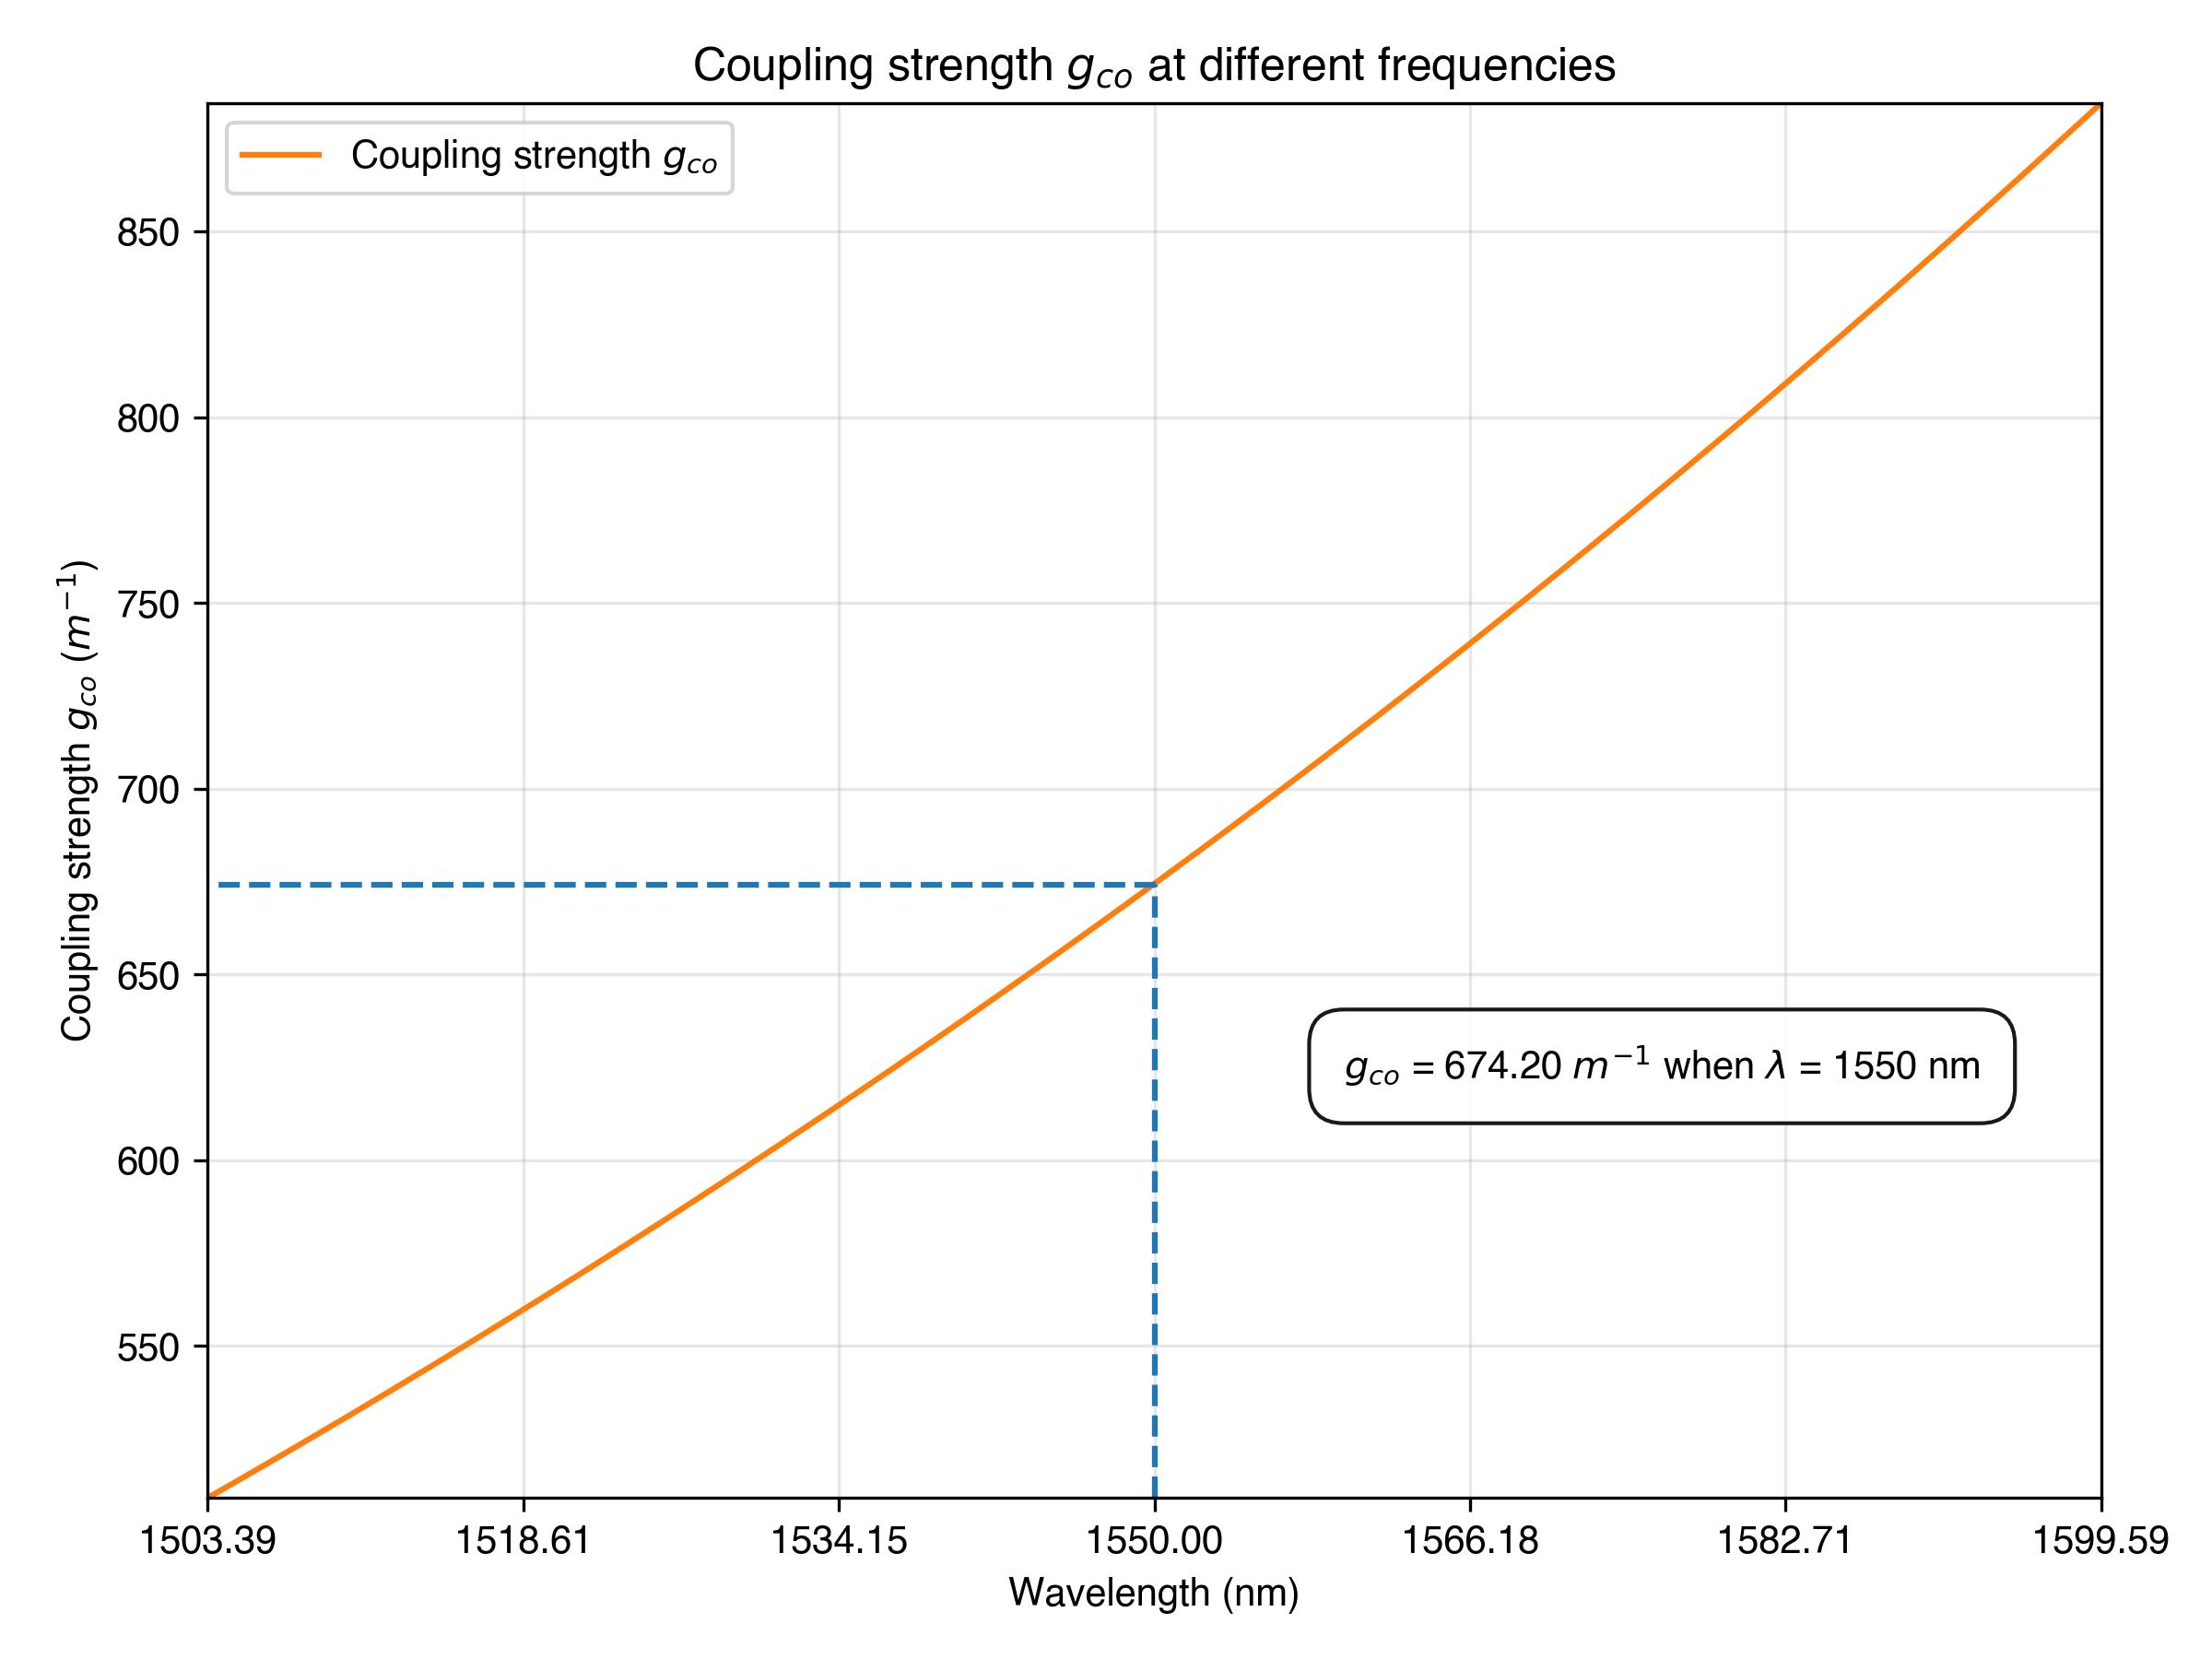 Coupling strength g_co at different frequencies
Coupling strength g_co
850
800
750
700
650
600
550
Coupling strength g_co (m⁻¹)
g_co = 674.20 m⁻¹ when λ = 1550 nm
1503.39 1518.61 1534.15 1550.00 1566.18 1582.71 1599.59
Wavelength (nm)